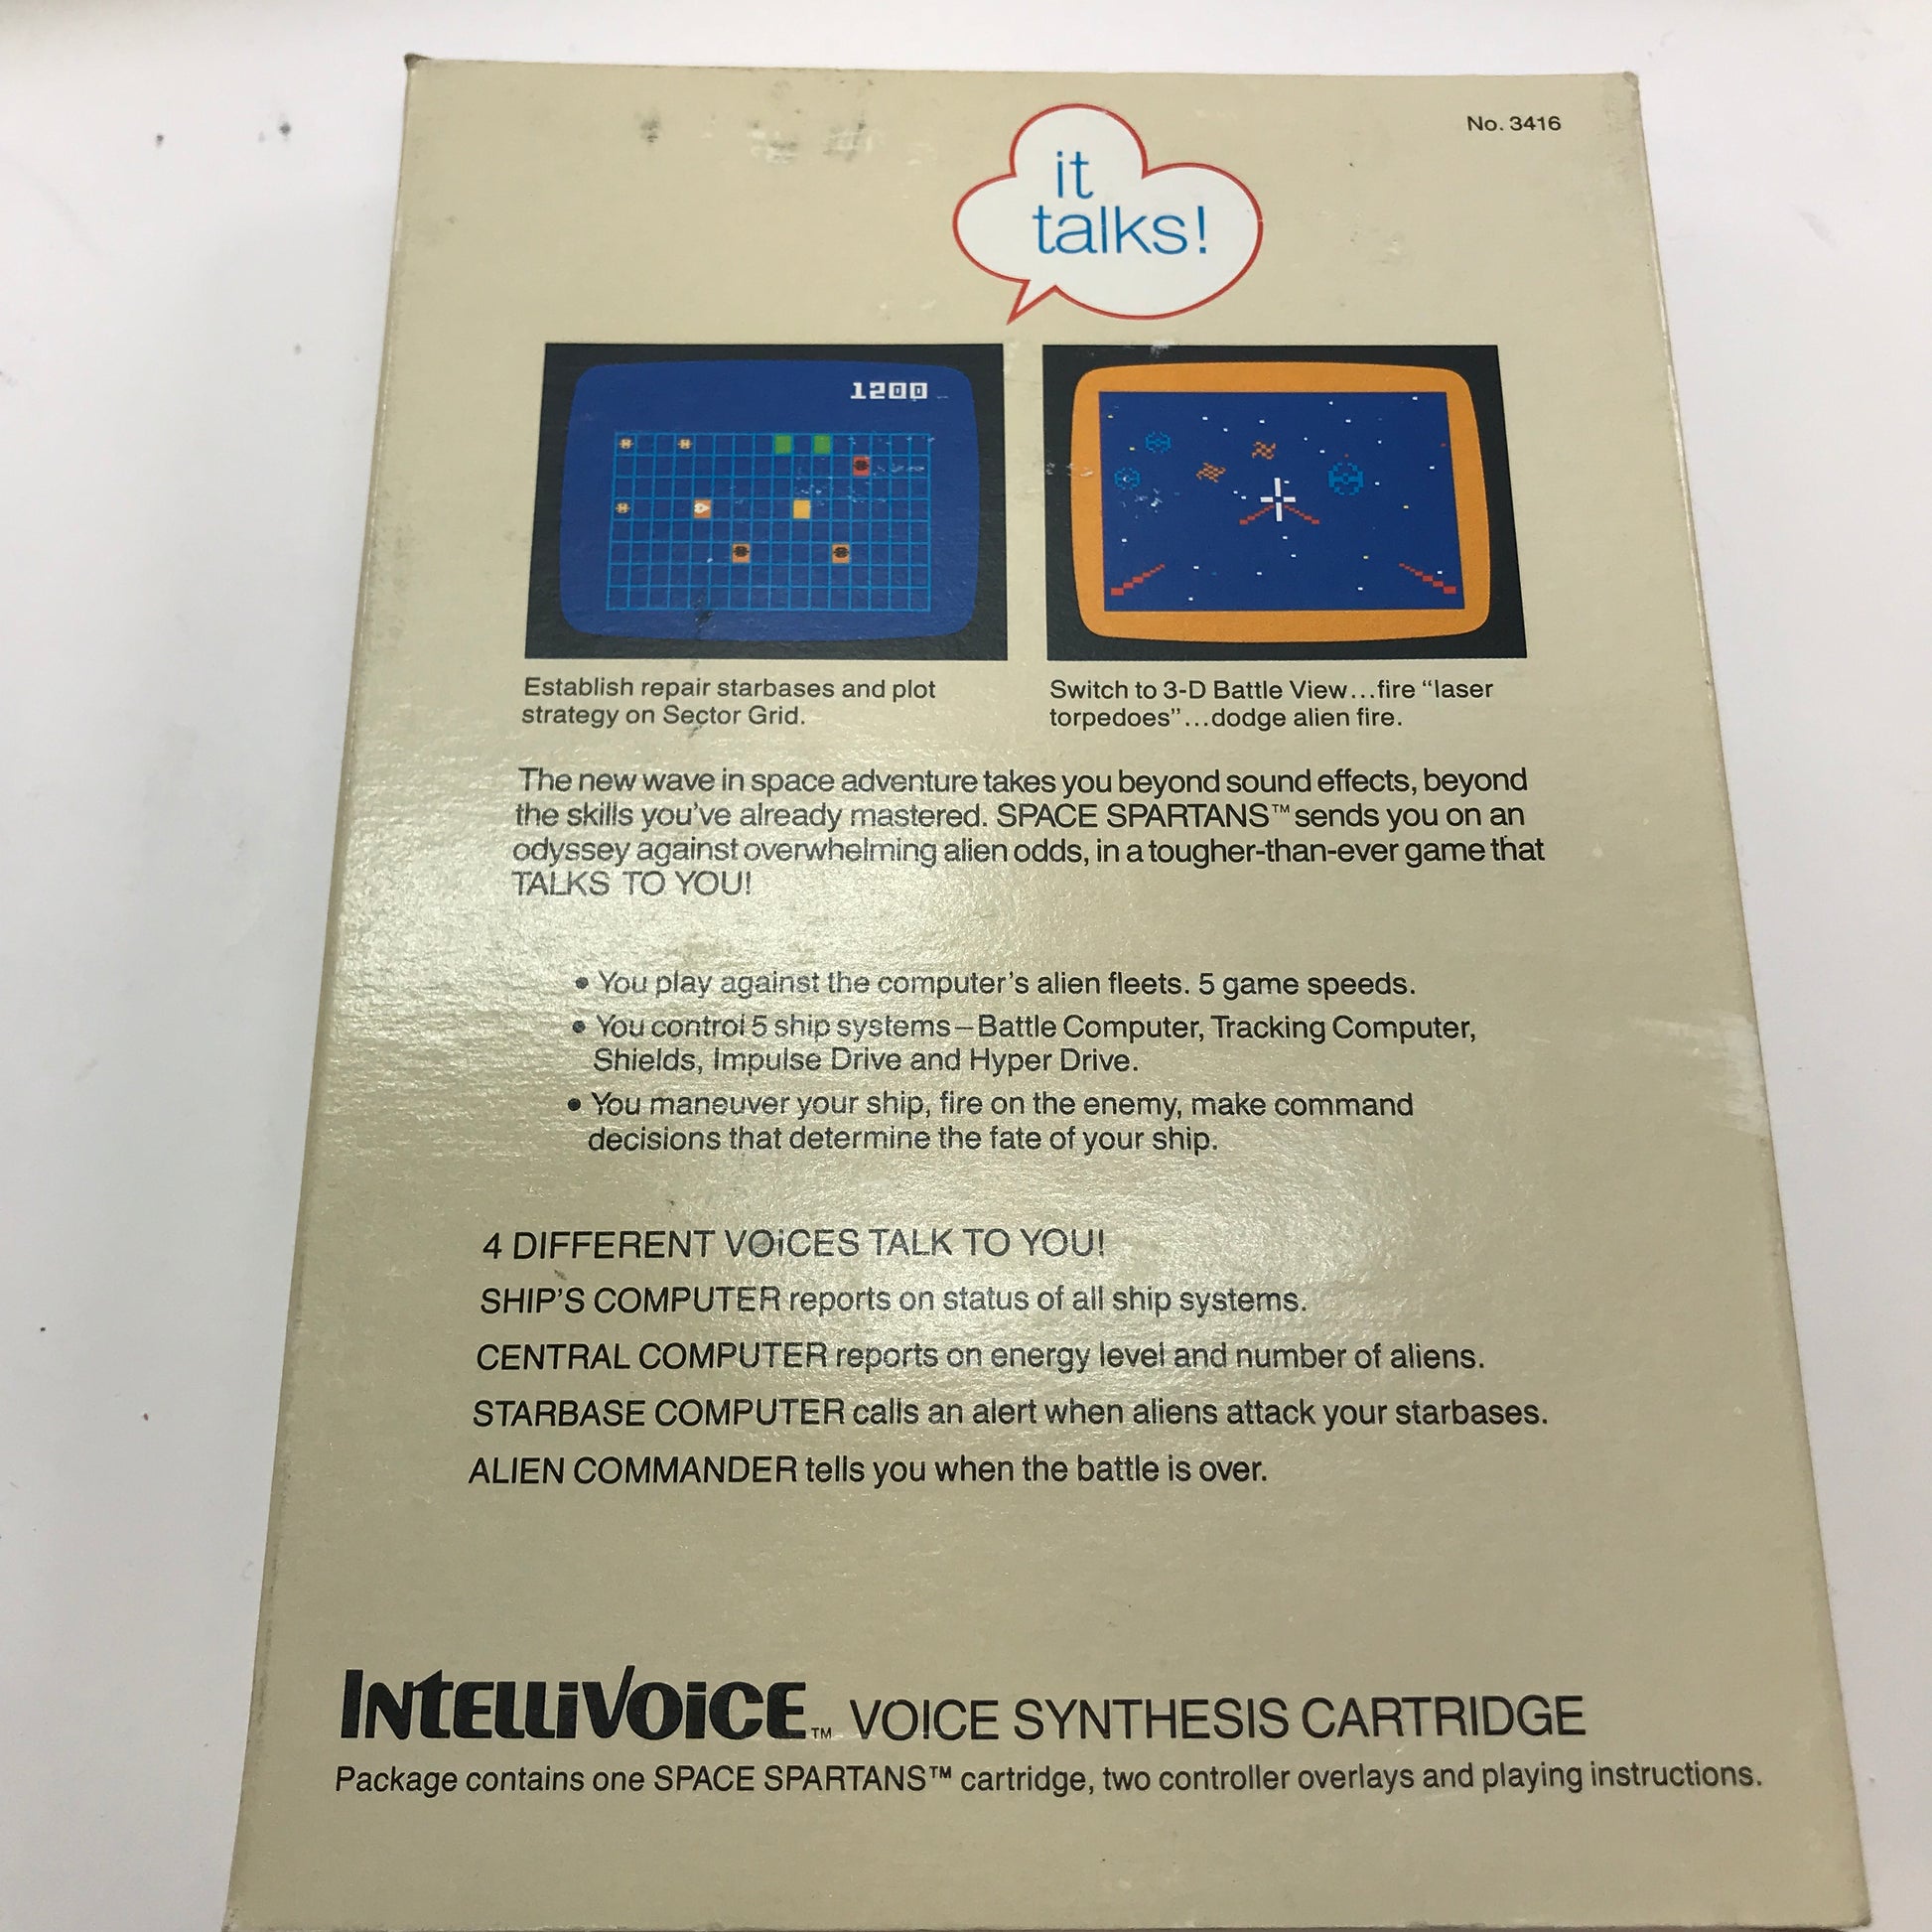 No. 3416
it
talks!
1200
Establish repair starbases and plot
strategy on Sector Grid.
Switch to 3-D Battle View...fire “laser
torpedoes”...dodge alien fire.
The new wave in space adventure takes you beyond sound effects, beyond
the skills you've already mastered. SPACE SPARTANS™ sends you on an
odyssey against overwhelming alien odds, in a tougher-than-ever game that
TALKS TO YOU!
• You play against the computer's alien fleets. 5 game speeds.
• You control 5 ship systems—Battle Computer, Tracking Computer,
Shields, Impulse Drive and Hyper Drive.
• You maneuver your ship, fire on the enemy, make command
decisions that determine the fate of your ship.
4 DIFFERENT VOiCES TALK TO YOU!
SHIP'S COMPUTER reports on status of all ship systems.
CENTRAL COMPUTER reports on energy level and number of aliens.
STARBASE COMPUTER calls an alert when aliens attack your starbases.
ALIEN COMMANDER tells you when the battle is over.
INtELLiVOiCE™ VOICE SYNTHESIS CARTRIDGE
Package contains one SPACE SPARTANS™ cartridge, two controller overlays and playing instructions.